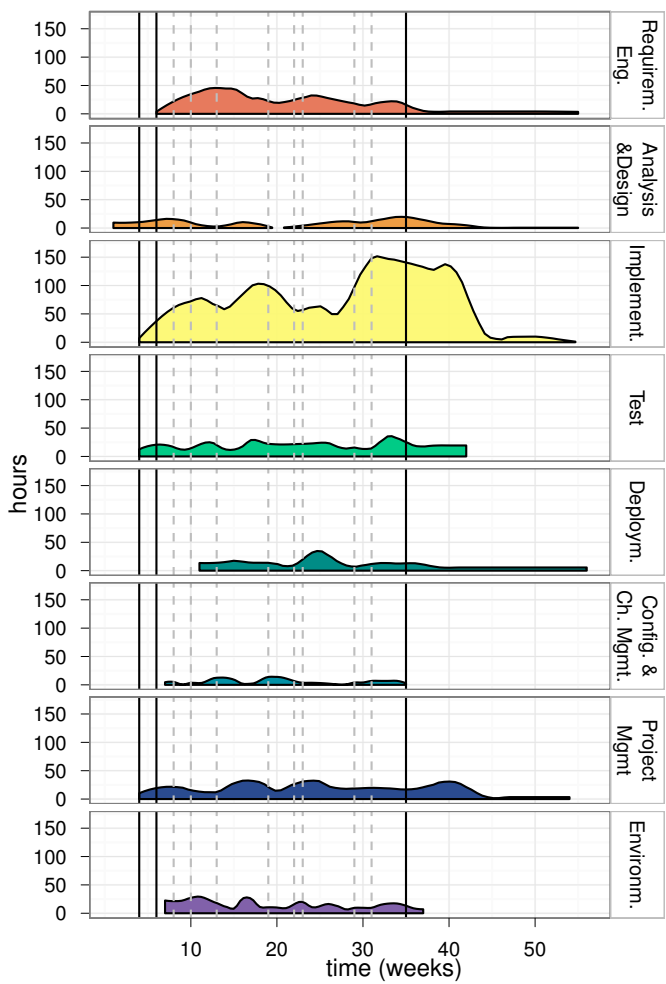 150
100
50
0
Requirem.
Eng.
150
100
50
0
Analysis
&Design
150
100
50
0
Implement.
150
100
50
0
Test
hours
150
100
50
0
Deploym.
150
100
50
0
Config. &
Ch. Mgmt.
150
100
50
0
Project
Mgmt
150
100
50
0
Environm.
10 20 30 40 50
time (weeks)